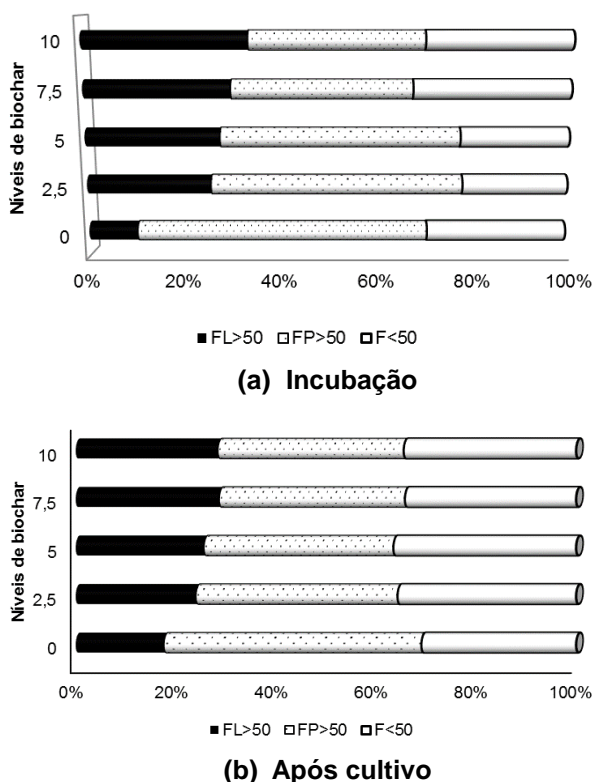 Níveis de biochar
10
7,5
5
2,5
0
0% 20% 40% 60% 80% 100%
FL>50 FP>50 F<50
(a) Incubação
Níveis de biochar
10
7,5
5
2,5
0
0% 20% 40% 60% 80% 100%
FL>50 FP>50 F<50
(b) Após cultivo